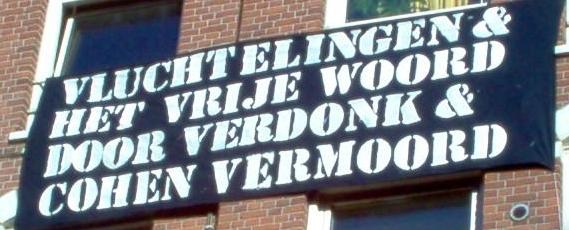 VLUCHTELINGEN &
HET VRIJE WOORD
DOOR VERDONK &
COHEN VERMOORD